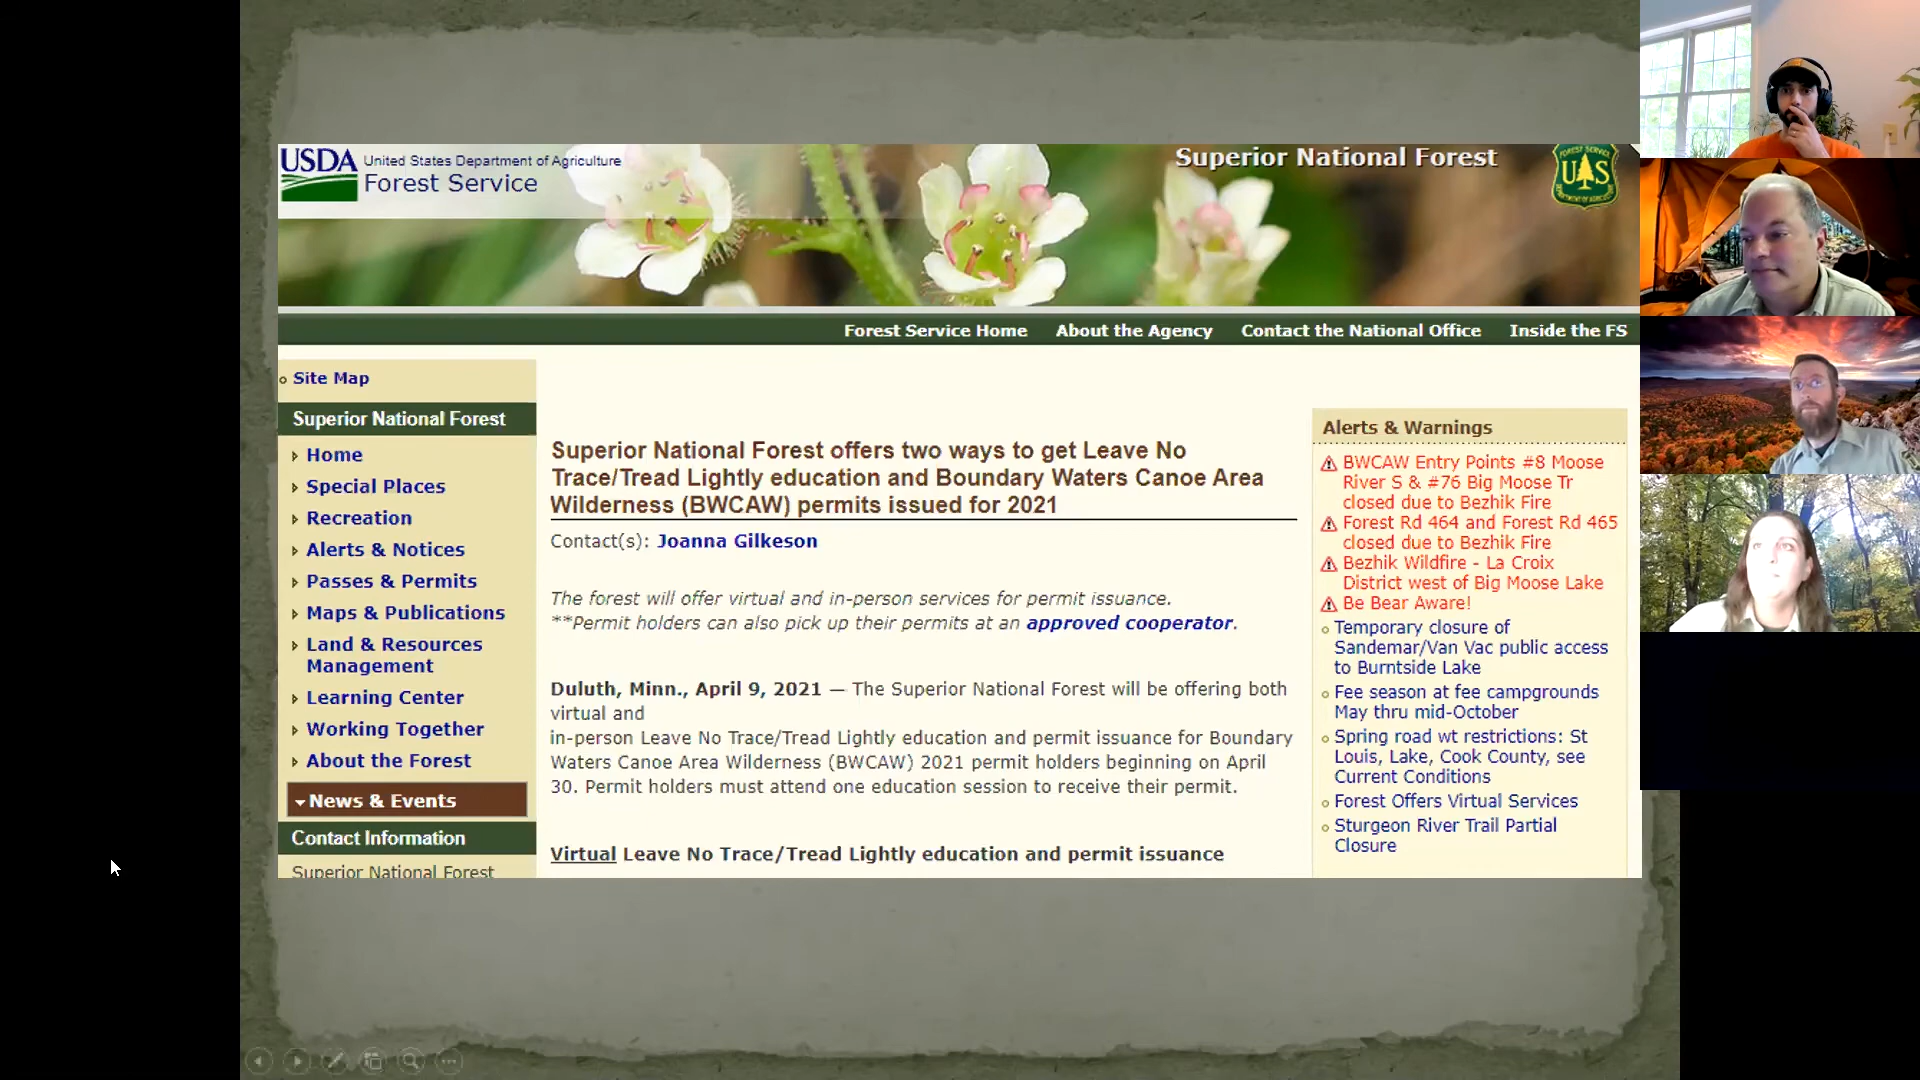 USDA United States Department of Agriculture
Forest Service
Superior National Forest
FOREST SERVICE
U S
DEPARTMENT OF AGRICULTURE
Forest Service Home About the Agency Contact the National Office Inside the FS
Site Map
Superior National Forest
Home
Special Places
Recreation
Alerts & Notices
Passes & Permits
Maps & Publications
Land & Resources
Management
Learning Center
Working Together
About the Forest
News & Events
Contact Information
Superior National Forest
Superior National Forest offers two ways to get Leave No
Trace/Tread Lightly education and Boundary Waters Canoe Area
Wilderness (BWCAW) permits issued for 2021
Contact(s): Joanna Gilkeson
The forest will offer virtual and in-person services for permit issuance.
**Permit holders can also pick up their permits at an approved cooperator.
Duluth, Minn., April 9, 2021 — The Superior National Forest will be offering both
virtual and
in-person Leave No Trace/Tread Lightly education and permit issuance for Boundary
Waters Canoe Area Wilderness (BWCAW) 2021 permit holders beginning on April
30. Permit holders must attend one education session to receive their permit.
Virtual Leave No Trace/Tread Lightly education and permit issuance
Alerts & Warnings
BWCAW Entry Points #8 Moose
River S & #76 Big Moose Tr
closed due to Bezhik Fire
Forest Rd 464 and Forest Rd 465
closed due to Bezhik Fire
Bezhik Wildfire - La Croix
District west of Big Moose Lake
Be Bear Aware!
Temporary closure of
Sandemar/Van Vac public access
to Burntside Lake
Fee season at fee campgrounds
May thru mid-October
Spring road wt restrictions: St
Louis, Lake, Cook County, see
Current Conditions
Forest Offers Virtual Services
Sturgeon River Trail Partial
Closure